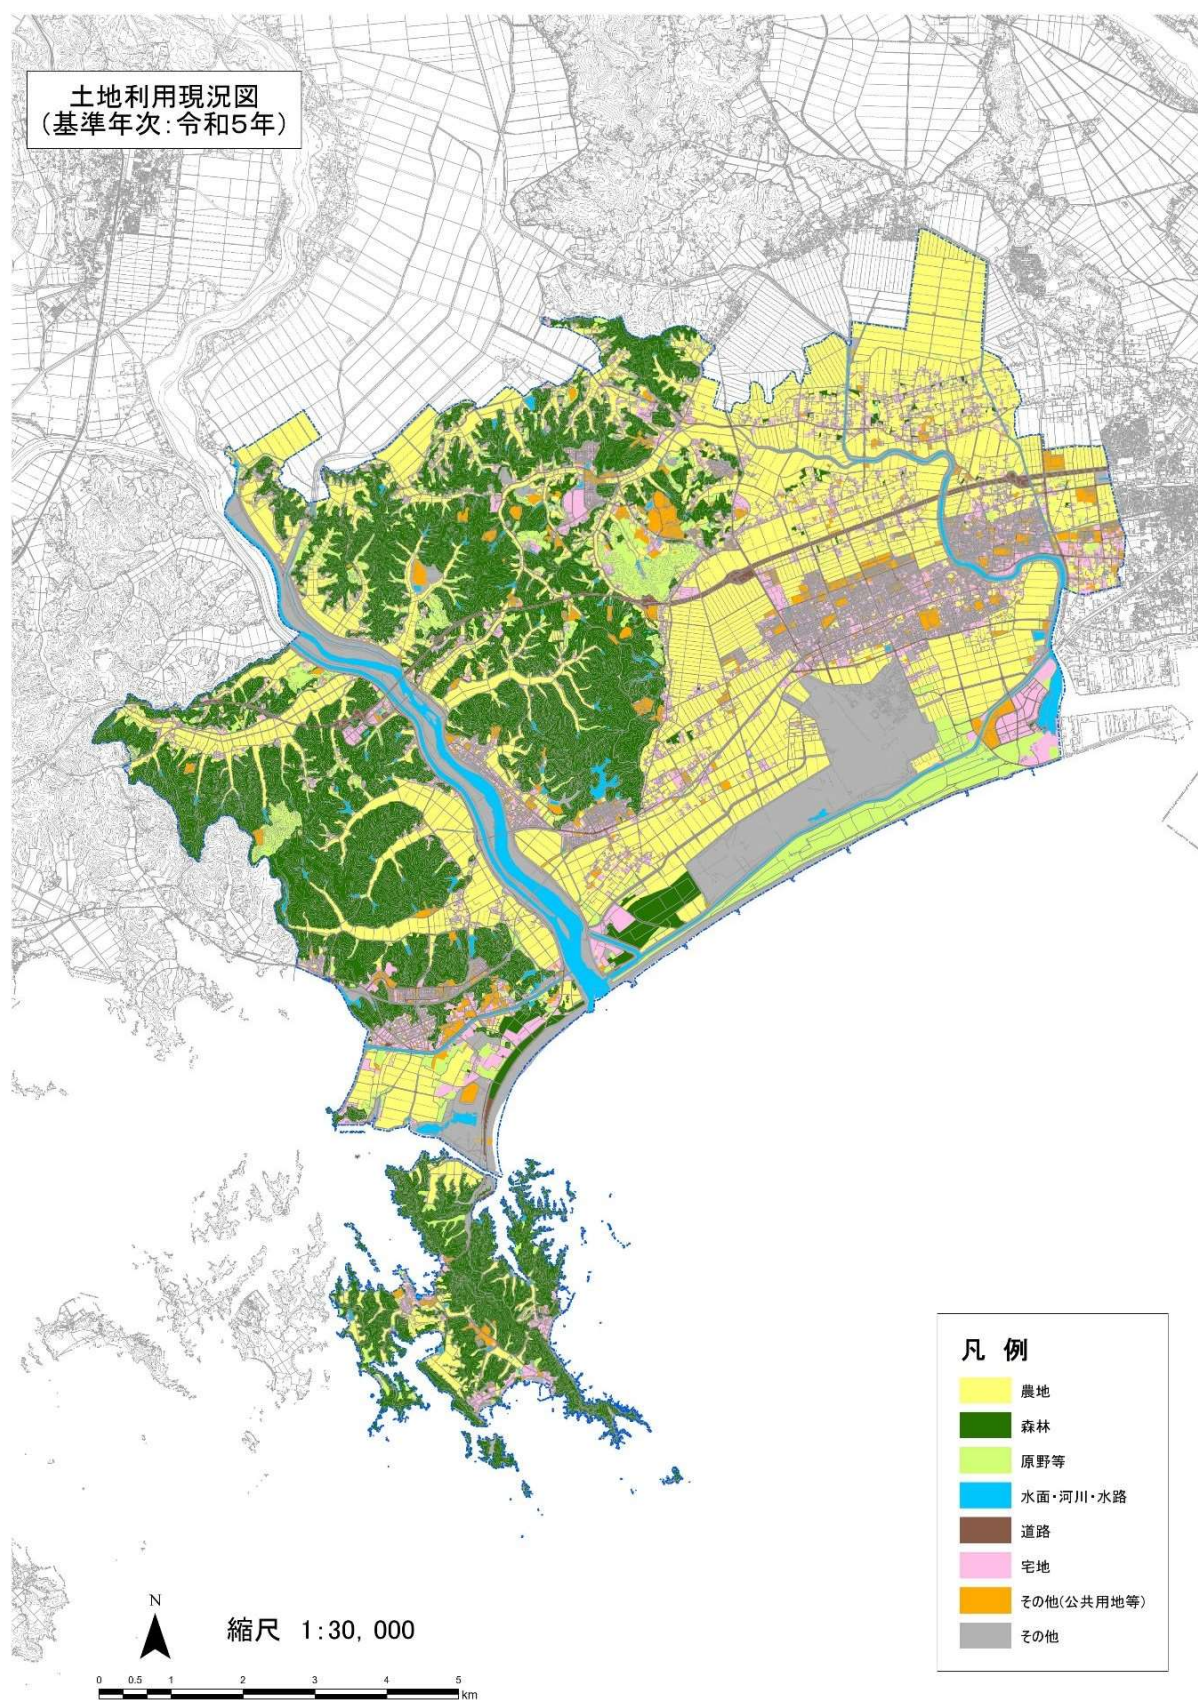 土地利用現況図
(基準年次:令和5年)
凡 例
農地
森林
原野等
水面・河川・水路
道路
宅地
その他(公共用地等)
その他
N
縮尺 1:30,000
0 0.5 1 2 3 4 5
km